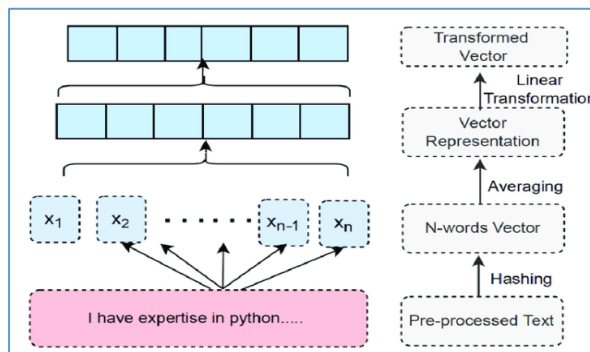 Transformed
Vector
Linear
Transformation
Vector
Representation
Averaging
x1 x2 ....... xn-1 xn
N-words Vector
Hashing
I have expertise in python.....
Pre-processed Text